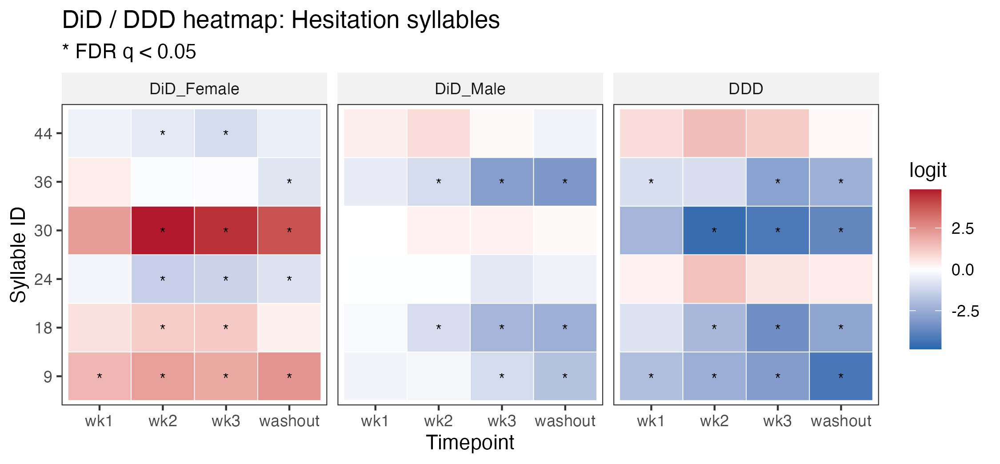 DiD / DDD heatmap: Hesitation syllables
* FDR q < 0.05
DiD_Female
DiD_Male
DDD
Syllable ID
44
* *
36
* * * * * * *
30
* * * * * *
24
* * *
18
* * * * * * * *
9
* * * * * * * * * *
wk1 wk2 wk3 washout
wk1 wk2 wk3 washout
wk1 wk2 wk3 washout
Timepoint
logit
2.5
0.0
-2.5